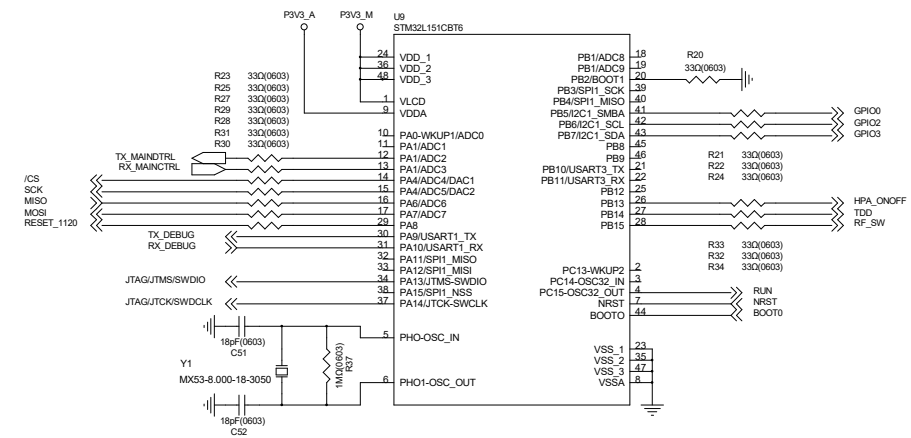 P3V3_A
P3V3_M
U9
STM32L151CBT6
24 VDD_1
36 VDD_2
48 VDD_3
1 VLCD
9 VDDA
R23 33Ω(0603)
R25 33Ω(0603)
R27 33Ω(0603)
R29 33Ω(0603)
R28 33Ω(0603)
R31 33Ω(0603)
R30 33Ω(0603)
10 PA0-WKUP1/ADC0
11 PA1/ADC1
TX_MAINDTRL 12 PA1/ADC2
RX_MAINCTRL 13 PA1/ADC3
/CS 14 PA4/ADC4/DAC1
SCK 15 PA4/ADC5/DAC2
MISO 16 PA6/ADC6
MOSI 17 PA7/ADC7
RESET_1120 29 PA8
TX_DEBUG 30 PA9/USART1_TX
RX_DEBUG 31 PA10/USART1_RX
32 PA11/SPI1_MISO
33 PA12/SPI1_MISI
JTAG/JTMS/SWDIO 34 PA13/JTMS-SWDIO
38 PA15/SPI1_NSS
JTAG/JTCK/SWDCLK 37 PA14/JTCK-SWCLK
5 PHO-OSC_IN
18pF(0603)
C51
Y1
MX53-8.000-18-3050
1MΩ(0603)
R37
6 PHO1-OSC_OUT
18pF(0603)
C52
PB1/ADC8 18
PB1/ADC9 19
PB2/BOOT1 20
R20
33Ω(0603)
PB3/SPI1_SCK 39
PB4/SPI1_MISO 40
PB5/I2C1_SMBA 41 GPIO0
PB6/I2C1_SCL 42 GPIO2
PB7/I2C1_SDA 43 GPIO3
PB8 45
PB9 46
PB10/USART3_TX 21
PB11/USART3_RX 22
R21 33Ω(0603)
R22 33Ω(0603)
R24 33Ω(0603)
PB12 25
PB13 26 HPA_ONOFF
PB14 27 TDD
PB15 28 RF_SW
R33 33Ω(0603)
R32 33Ω(0603)
R34 33Ω(0603)
PC13-WKUP2 2
PC14-OSC32_IN 3
PC15-OSC32_OUT 4 RUN
NRST 7 NRST
BOOTO 44 BOOT0
VSS_1 23
VSS_2 35
VSS_3 47
VSSA 8